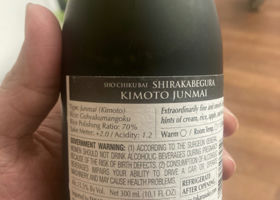 SHO CHIKU BAI SHIRAKABEGURA
KIMOTO JUNMAI
Type: Junmai (Kimoto)
Rice: Gohyakumangoku
Rice Polishing Ratio: 70%
Sake Meter: +2.0 / Acidity: 1.2
Extraordinarily fine and smooth
hints of cream, rice, apple,
Warm ○ / Room Temp.
GOVERNMENT WARNING: (1) ACCORDING TO THE SURGEON
WOMEN SHOULD NOT DRINK ALCOHOLIC BEVERAGES DURING PREGNANCY
BECAUSE OF THE RISK OF BIRTH DEFECTS. (2) CONSUMPTION OF ALCOHOLIC
IMPAIRS YOUR ABILITY TO DRIVE A CAR OR
MACHINERY, AND MAY CAUSE HEALTH PROBLEMS.
REFRIGERATE
AFTER OPENING
Net 300 mL (10.1 FL OZ)